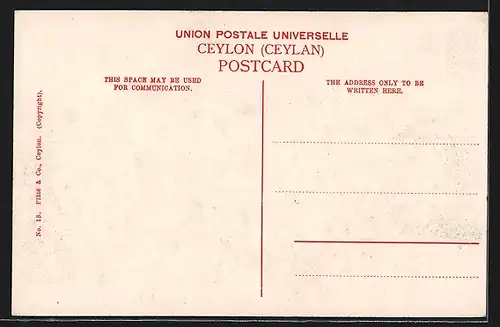 UNION POSTALE UNIVERSELLE
CEYLON (CEYLAN)
POSTCARD
THIS SPACE MAY BE USED
FOR COMMUNICATION.
THE ADDRESS ONLY TO BE
WRITTEN HERE.
No. 13. Plâté & Co., Ceylon. (Copyright).